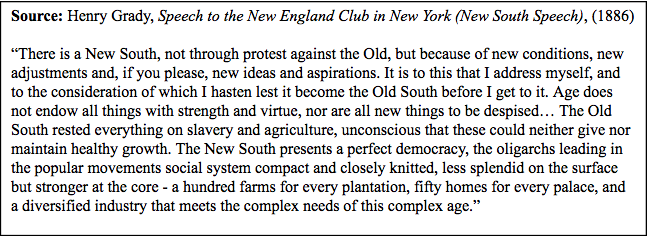 Source: Henry Grady, Speech to the New England Club in New York (New South Speech), (1886)
“There is a New South, not through protest against the Old, but because of new conditions, new
adjustments and, if you please, new ideas and aspirations. It is to this that I address myself, and
to the consideration of which I hasten lest it become the Old South before I get to it. Age does
not endow all things with strength and virtue, nor are all new things to be despised… The Old
South rested everything on slavery and agriculture, unconscious that these could neither give nor
maintain healthy growth. The New South presents a perfect democracy, the oligarchs leading in
the popular movements social system compact and closely knitted, less splendid on the surface
but stronger at the core - a hundred farms for every plantation, fifty homes for every palace, and
a diversified industry that meets the complex needs of this complex age.”